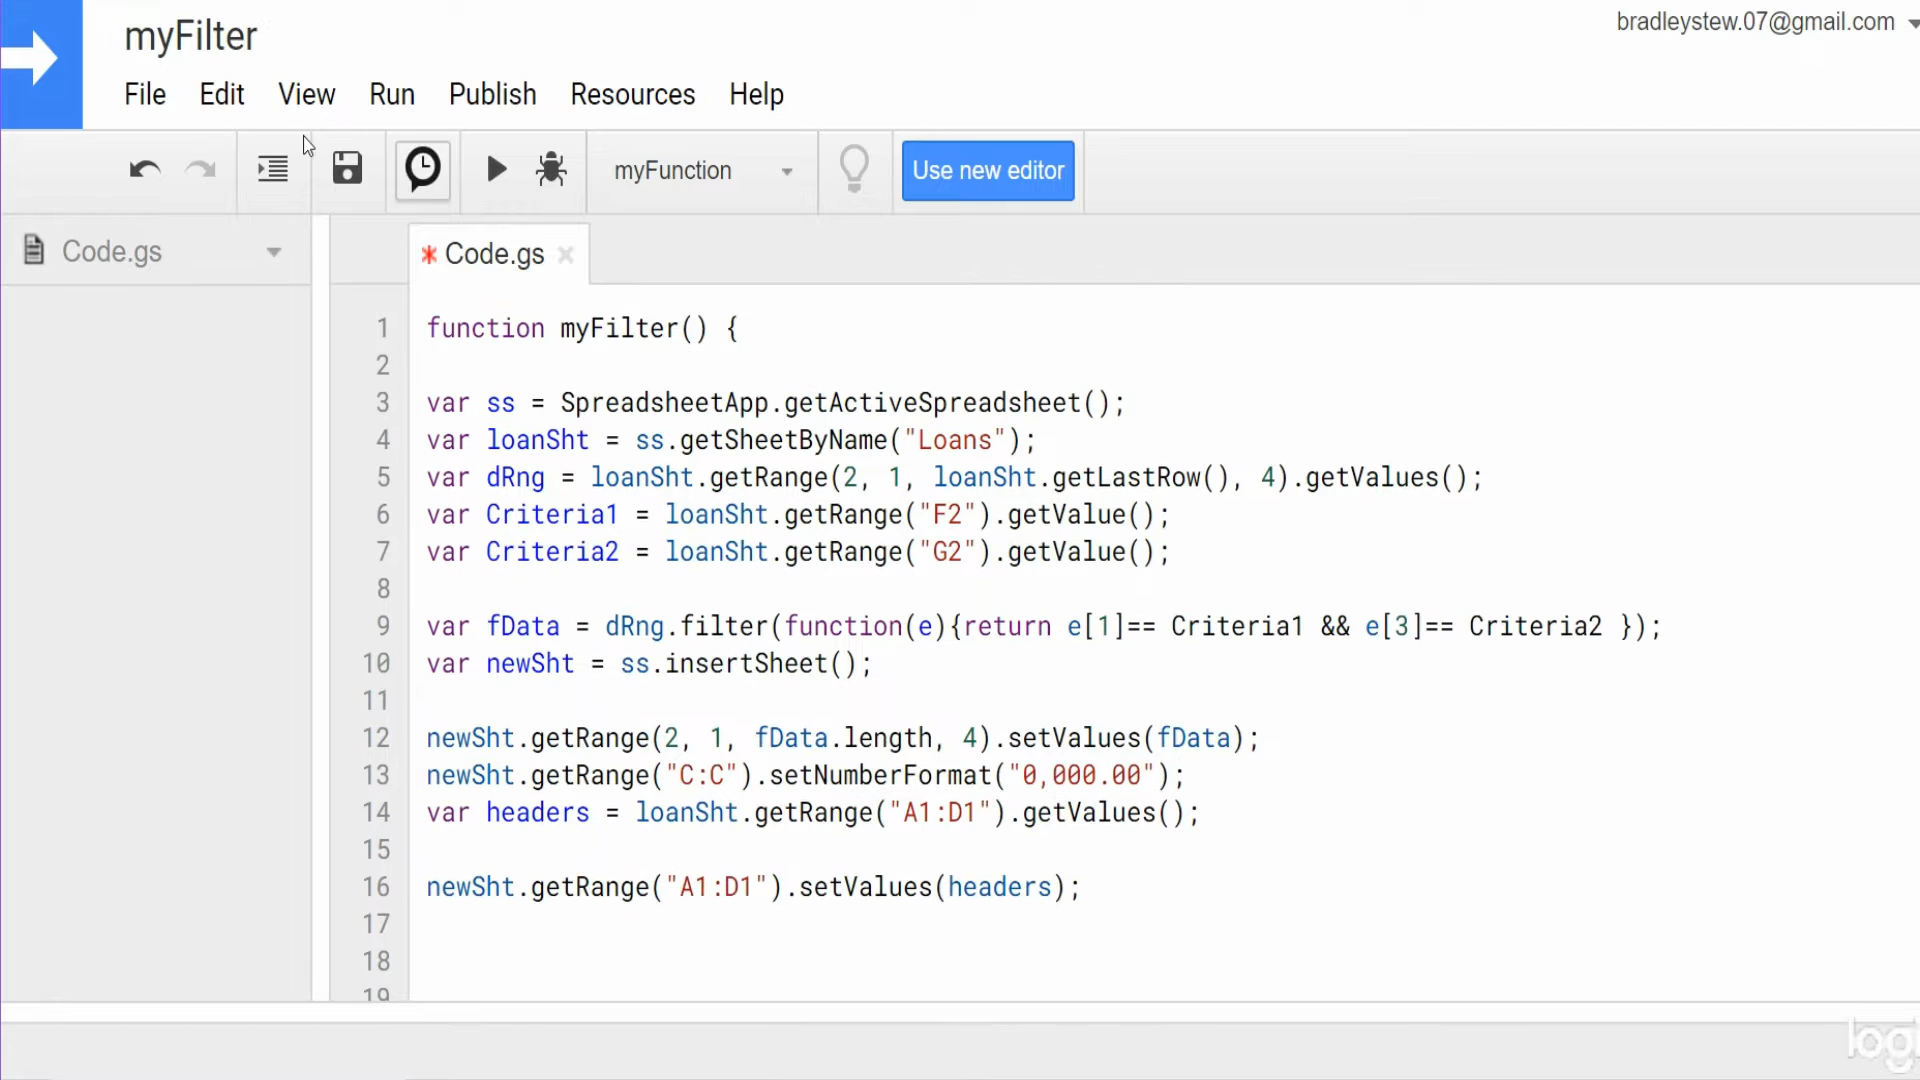 myFilter
bradleystew.07@gmail.com
File Edit View Run Publish Resources Help
myFunction
Use new editor
Code.gs
* Code.gs
1 function myFilter() {
2
3 var ss = SpreadsheetApp.getActiveSpreadsheet();
4 var loanSht = ss.getSheetByName("Loans");
5 var dRng = loanSht.getRange(2, 1, loanSht.getLastRow(), 4).getValues();
6 var Criteria1 = loanSht.getRange("F2").getValue();
7 var Criteria2 = loanSht.getRange("G2").getValue();
8
9 var fData = dRng.filter(function(e){return e[1]== Criteria1 && e[3]== Criteria2 });
10 var newSht = ss.insertSheet();
11
12 newSht.getRange(2, 1, fData.length, 4).setValues(fData);
13 newSht.getRange("C:C").setNumberFormat("0,000.00");
14 var headers = loanSht.getRange("A1:D1").getValues();
15
16 newSht.getRange("A1:D1").setValues(headers);
17
18
19